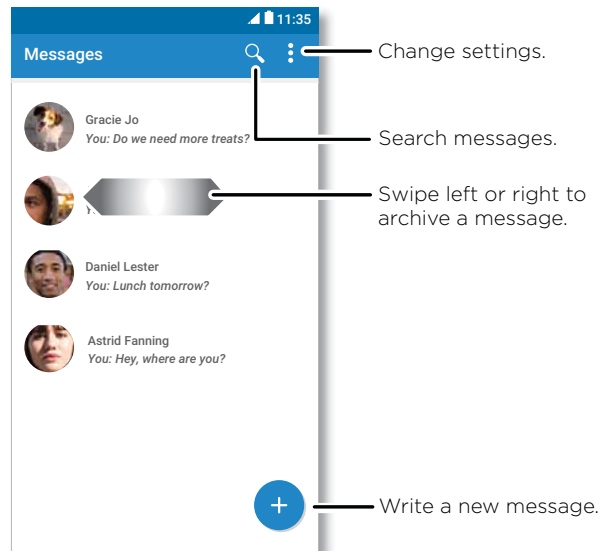 11:35
Messages
Change settings.
Gracie Jo
You: Do we need more treats?
Search messages.
Swipe left or right to
archive a message.
Daniel Lester
You: Lunch tomorrow?
Astrid Fanning
You: Hey, where are you?
+
Write a new message.